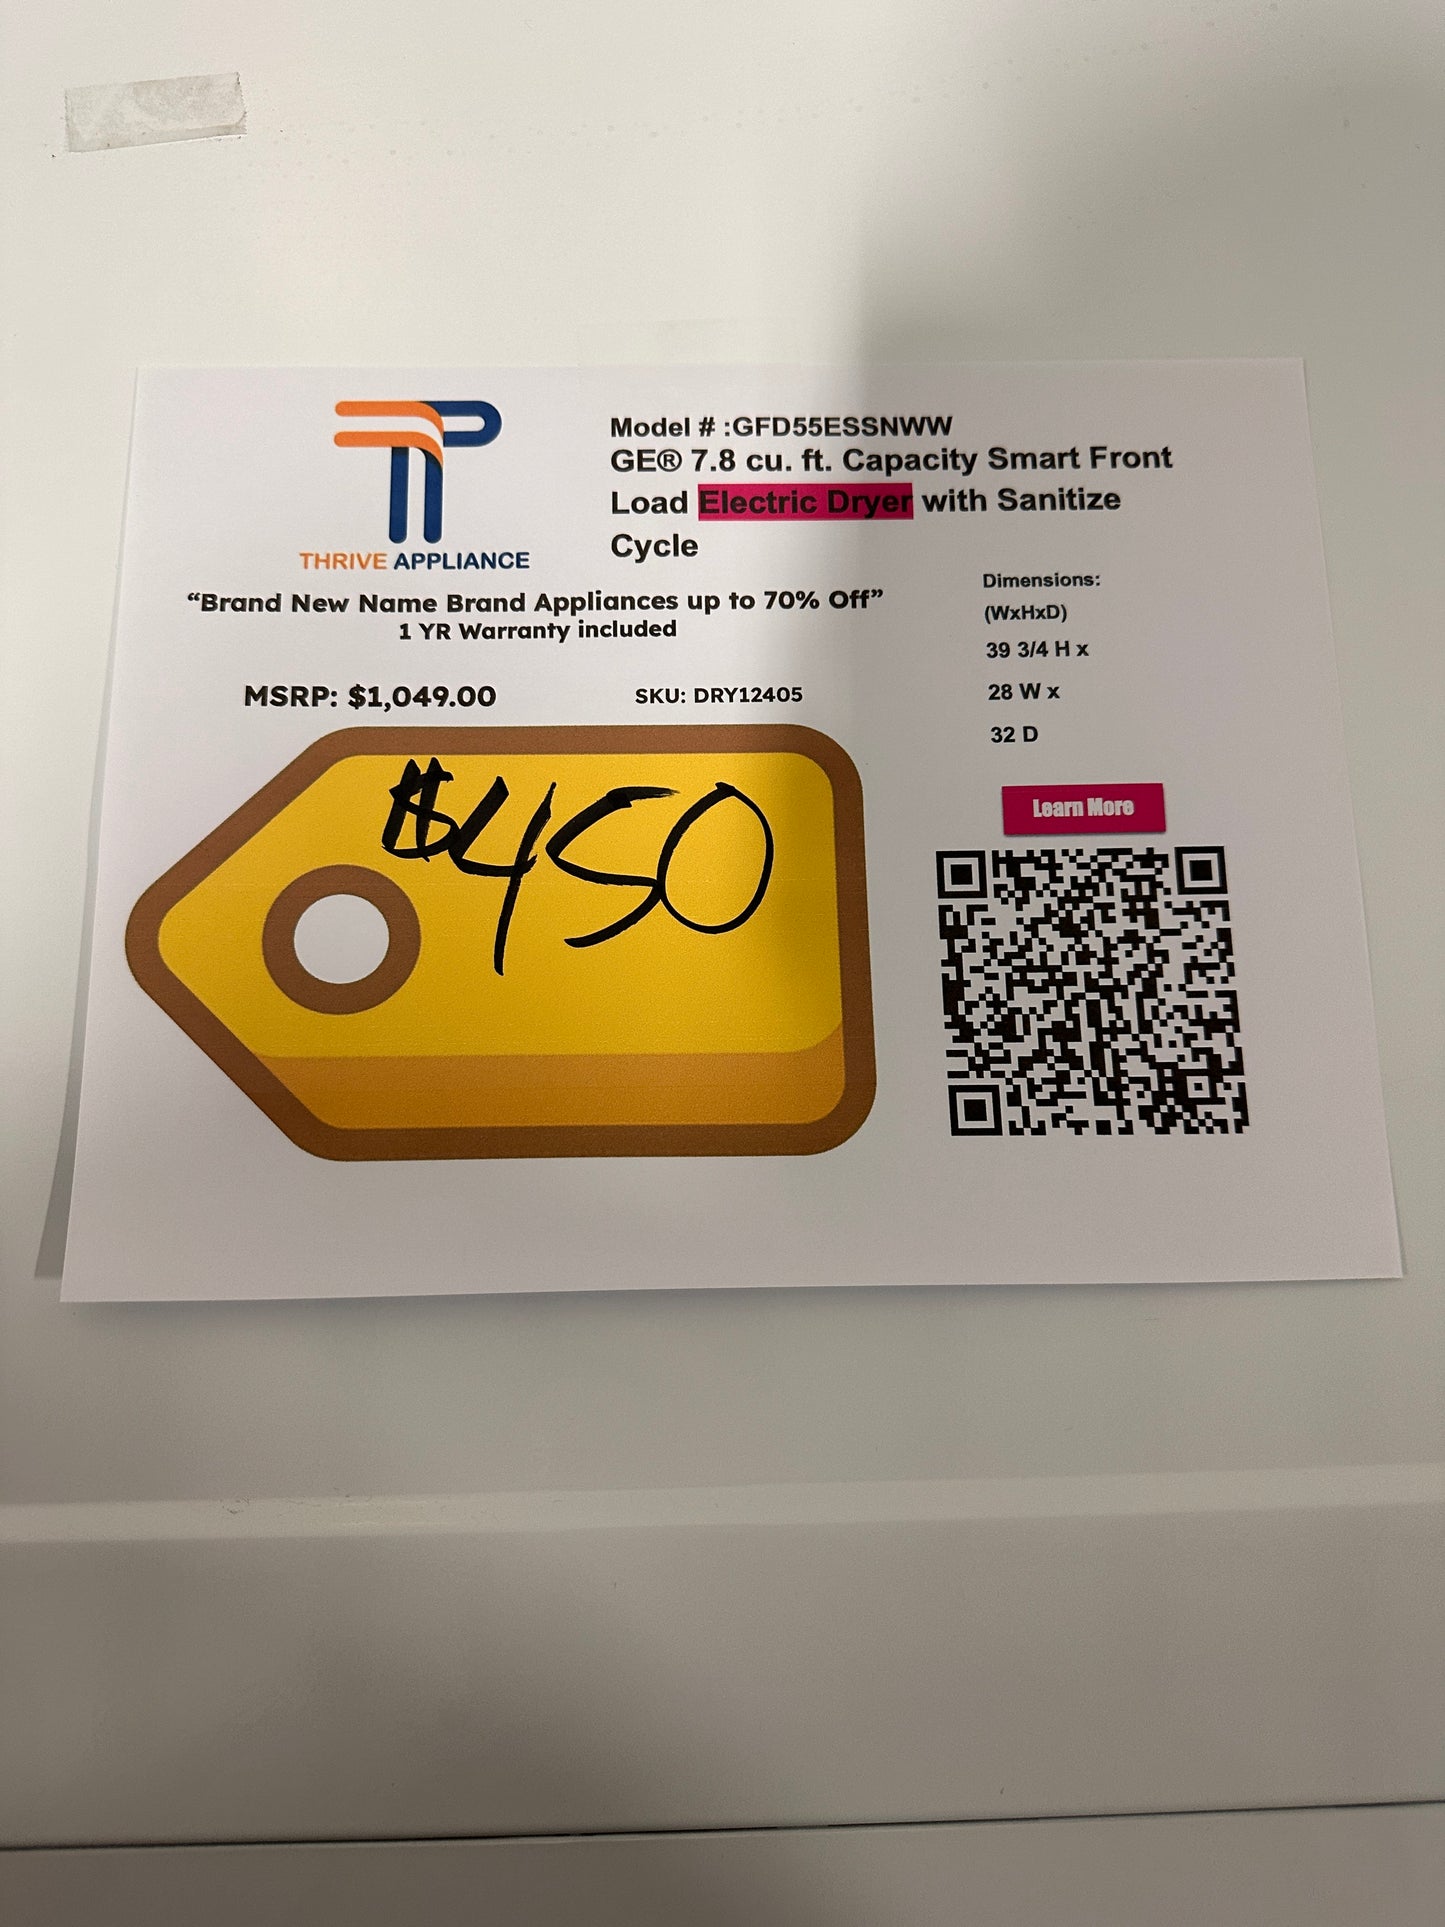 THRIVE APPLIANCE
Model # :GFD55ESSNWW
GE® 7.8 cu. ft. Capacity Smart Front
Load Electric Dryer with Sanitize
Cycle
“Brand New Name Brand Appliances up to 70% Off”
1 YR Warranty included
MSRP: $1,049.00
SKU: DRY12405
Dimensions:
(WxHxD)
39 3/4 H x
28 W x
32 D
$450
Learn More